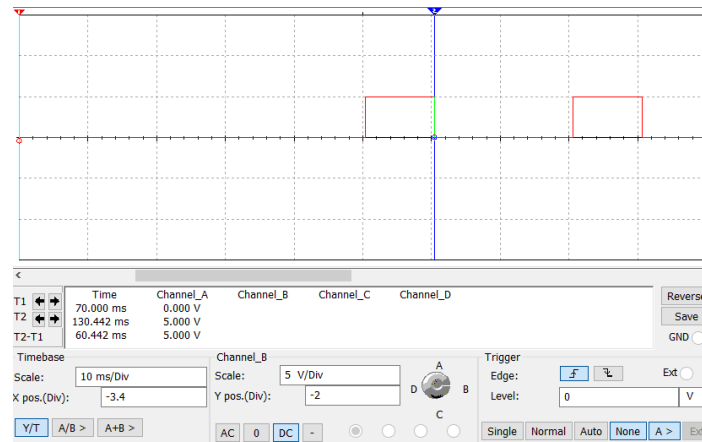 Time Channel_A Channel_B Channel_C Channel_D
T1 70.000 ms 0.000 V
T2 130.442 ms 5.000 V
T2-T1 60.442 ms 5.000 V
Reverse
Save
GND
Timebase
Scale: 10 ms/Div
X pos.(Div): -3.4
Y/T A/B > A+B >
Channel_B
Scale: 5 V/Div
Y pos.(Div): -2
AC 0 DC -
A
D B
C
Trigger
Edge: Ext
Level: 0 V
Single Normal Auto None A > Ext